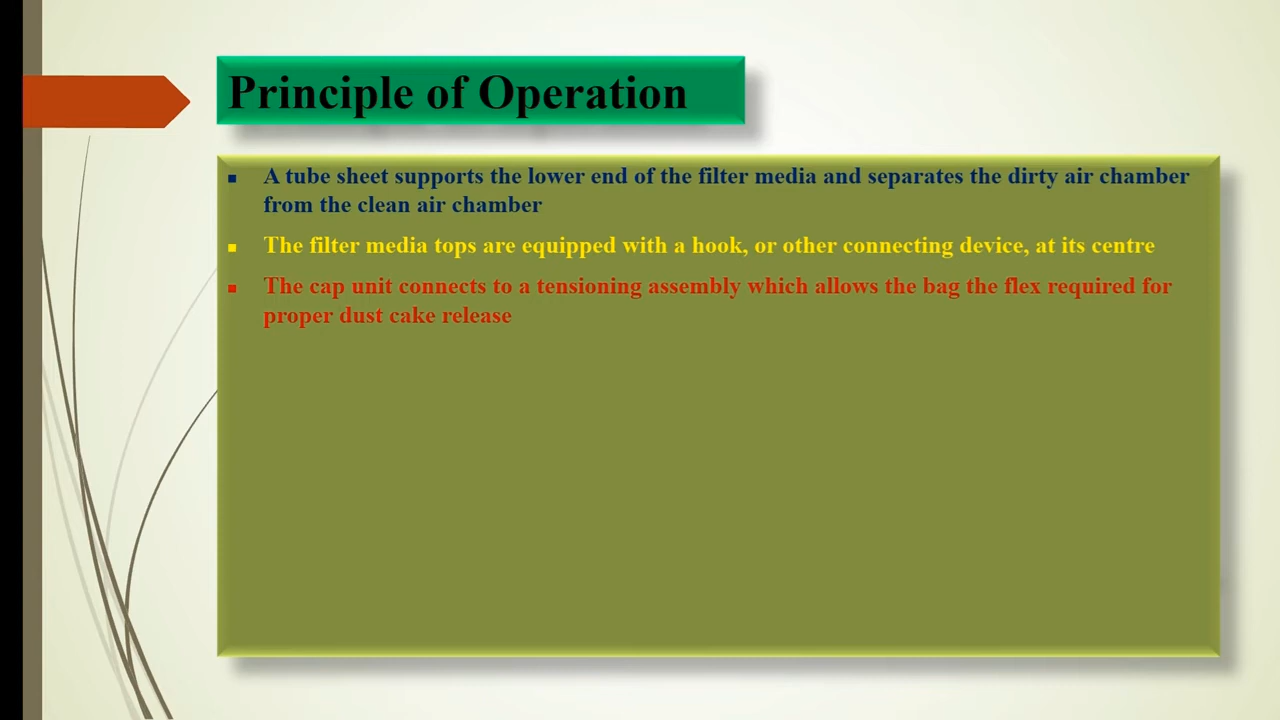 Principle of Operation
A tube sheet supports the lower end of the filter media and separates the dirty air chamber
from the clean air chamber
The filter media tops are equipped with a hook, or other connecting device, at its centre
The cap unit connects to a tensioning assembly which allows the bag the flex required for
proper dust cake release